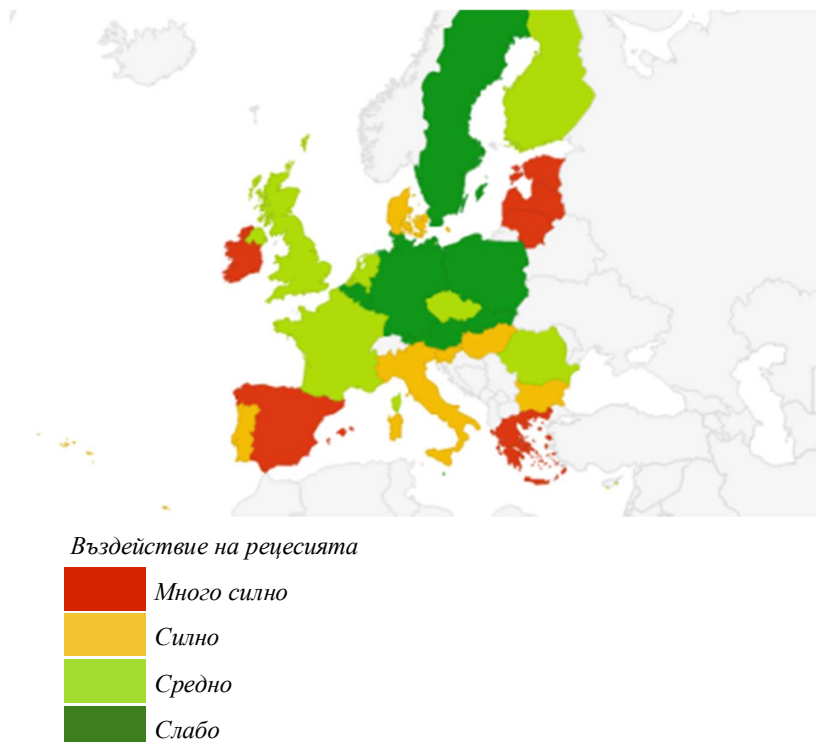 Въздействие на рецесията
Много силно
Силно
Средно
Слабо